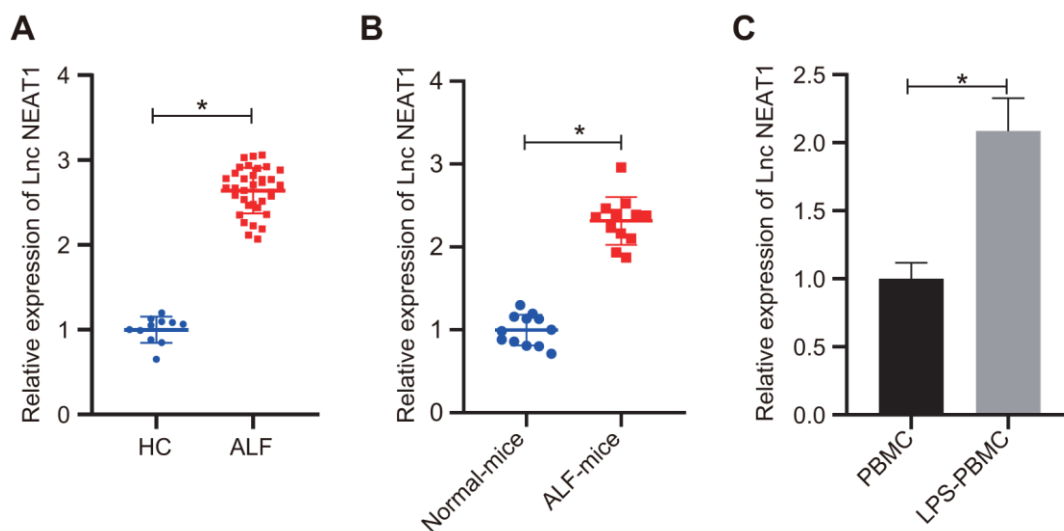 A
Relative expression of Lnc NEAT1
4
3
2
1
0
*
HC
ALF
B
Relative expression of Lnc NEAT1
4
3
2
1
0
*
Normal-mice
ALF-mice
C
Relative expression of Lnc NEAT1
2.5
2.0
1.5
1.0
0.5
0.0
*
PBMC
LPS-PBMC